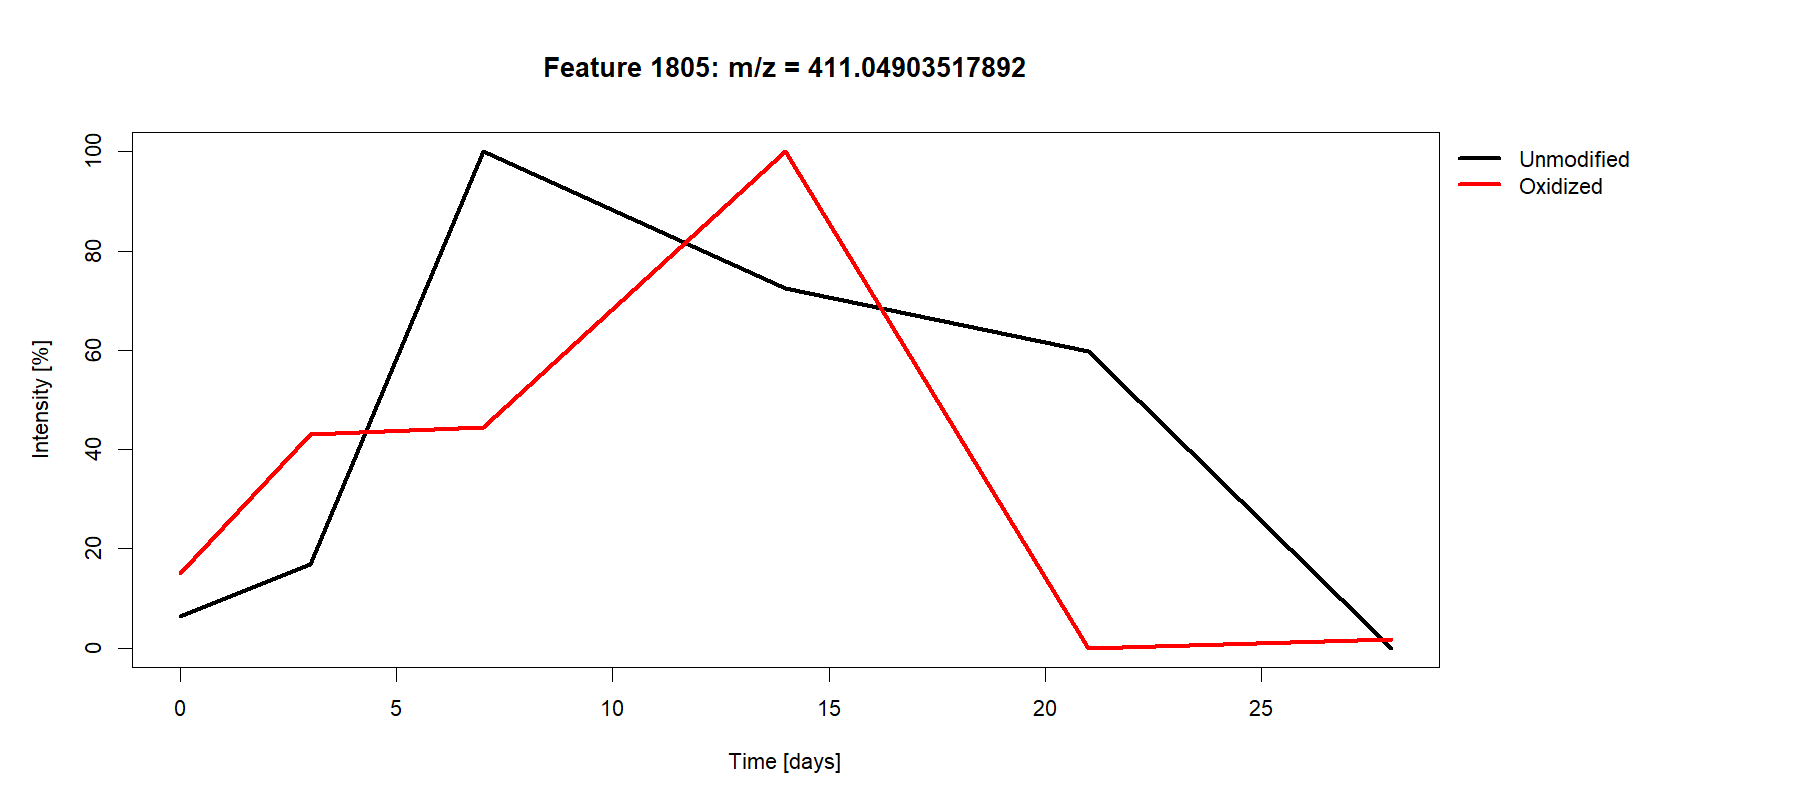 Feature 1805: m/z = 411.04903517892
Unmodified
Oxidized
Intensity [%]
100
80
60
40
20
0
0 5 10 15 20 25
Time [days]